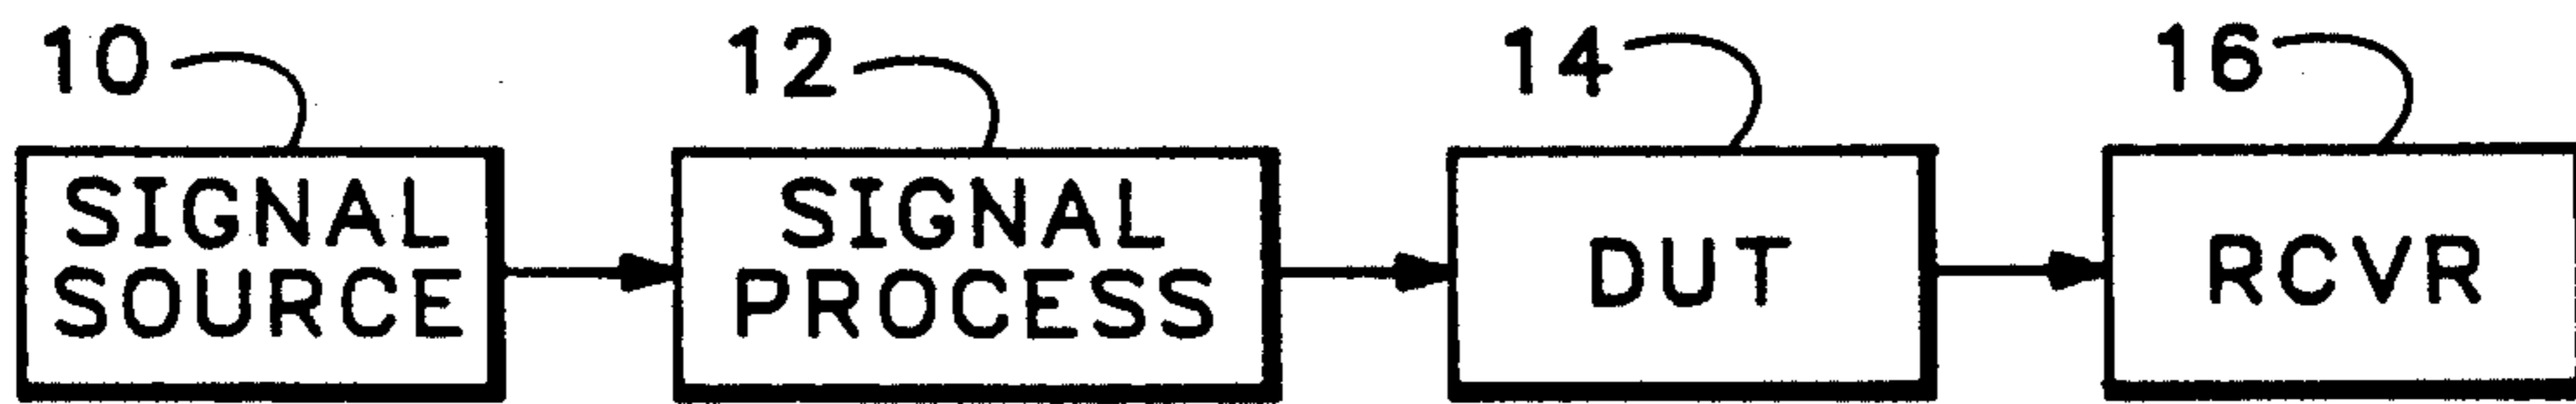 10
12
14
16
SIGNAL
SOURCE
SIGNAL
PROCESS
DUT
RCVR